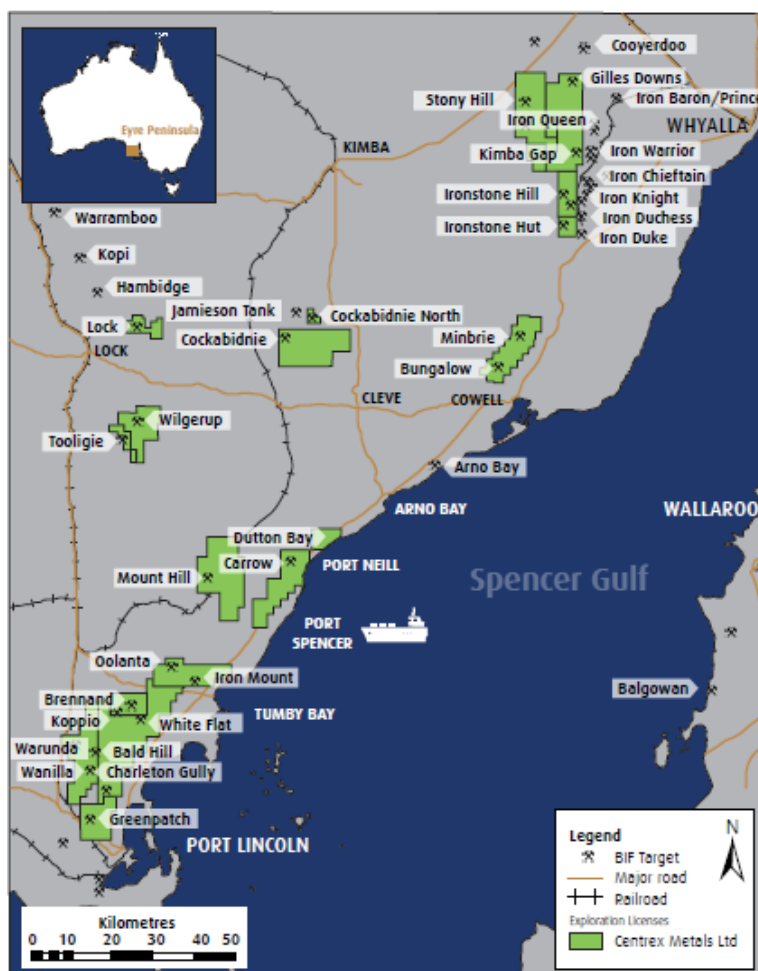 Eyre Peninsula
Cooyerdoo
Gilles Downs
Stony Hill
Iron Baron/Prince
Iron Queen
WHYALLA
KIMBA
Kimba Gap
Iron Warrior
Iron Chieftain
Ironstone Hill
Iron Knight
Warramboo
Iron Duchess
Ironstone Hut
Iron Duke
Kopi
Hambidge
Jamieson Tank
Cockabidnie North
Lock
Cockabidnie
Minbrie
LOCK
Bungalow
CLEVE
COWELL
Wilgerup
Tooligie
Arno Bay
ARNO BAY
WALLAROO
Dutton Bay
Carrow
PORT NEILL
Mount Hill
Spencer Gulf
PORT
SPENCER
Oolanta
Iron Mount
Balgowan
Brennand
TUMBY BAY
Koppio
White Flat
Warunda
Bald Hill
Wanilla
Charleton Gully
Greenpatch
PORT LINCOLN
Legend
N
BIF Target
Major road
Railroad
Exploration Licenses
Centrex Metals Ltd
Kilometres
0 10 20 30 40 50